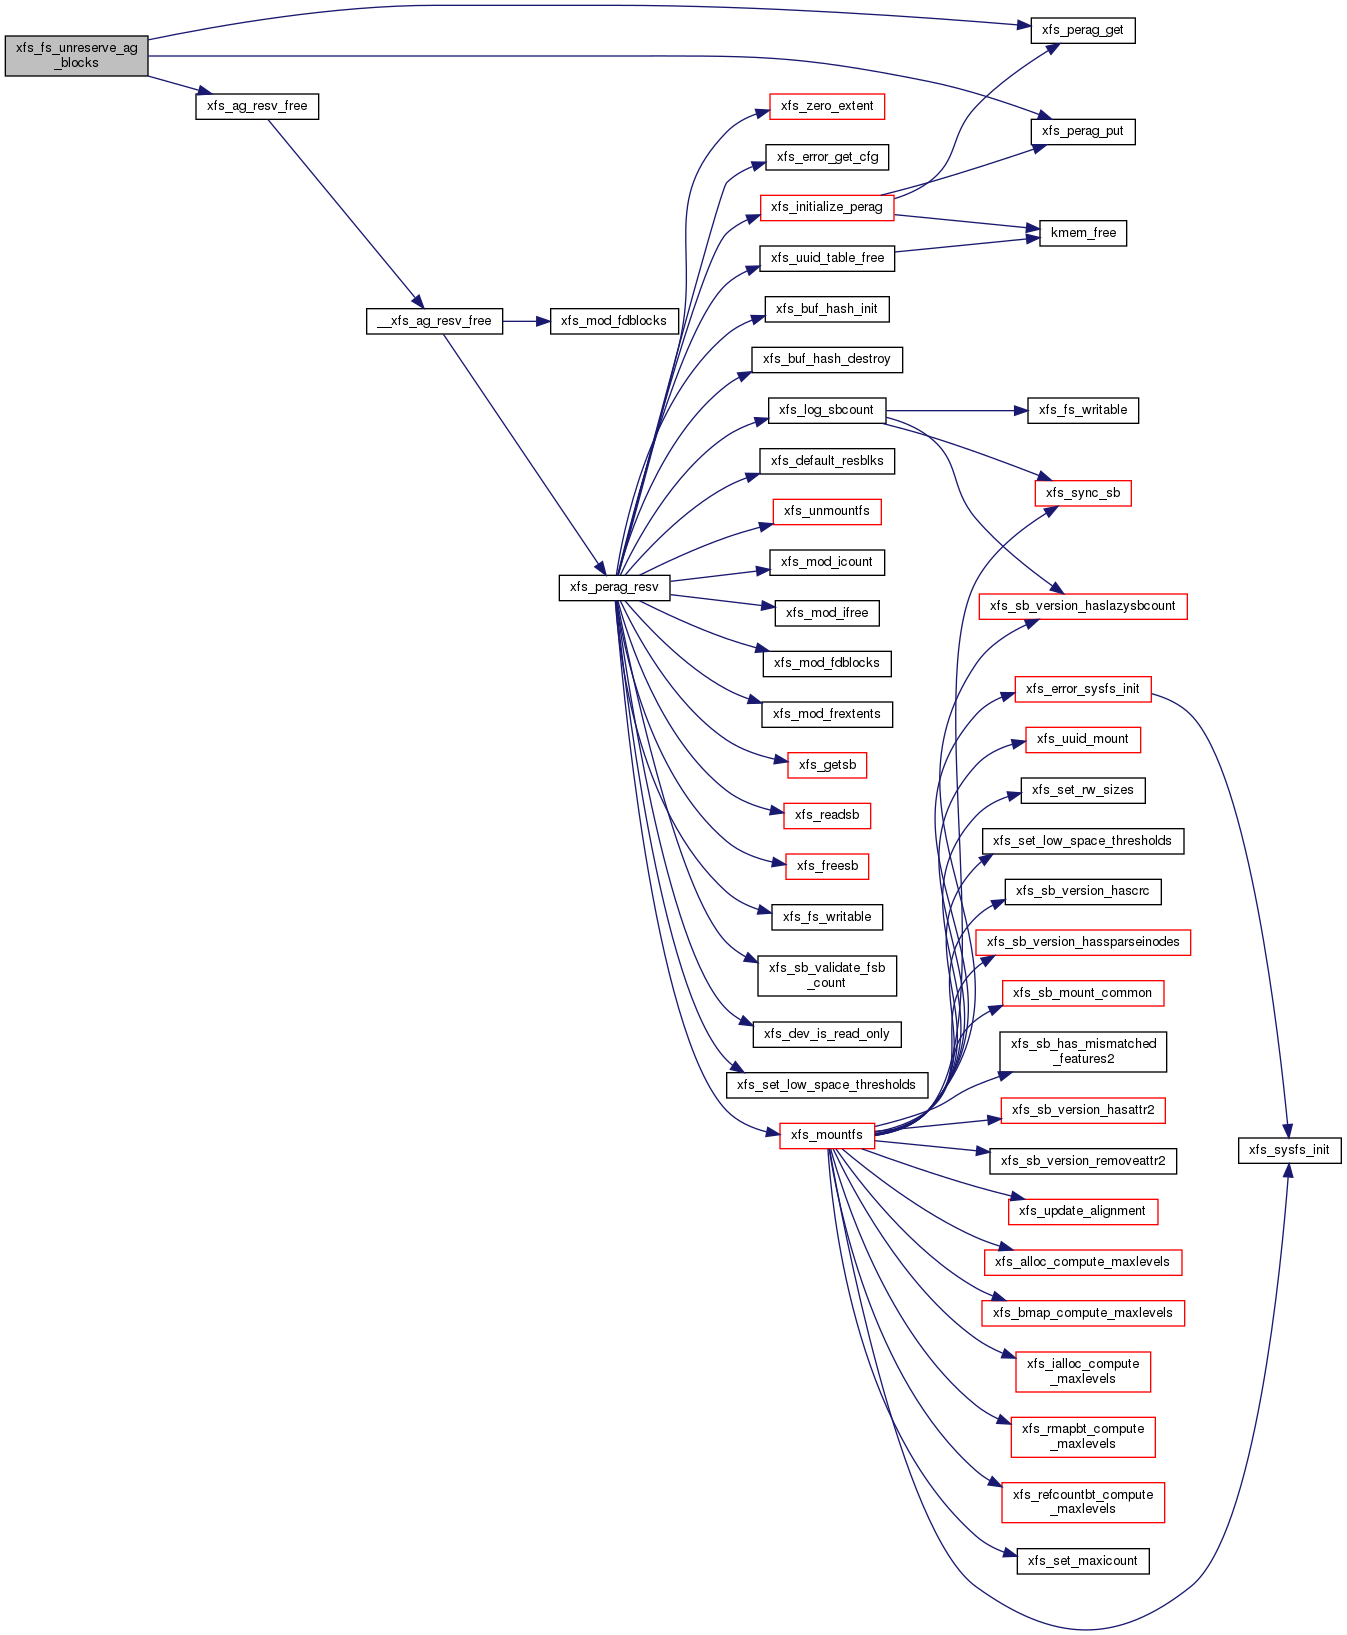 xfs_fs_unreserve_ag
_blocks
xfs_ag_resv_free
__xfs_ag_resv_free
xfs_mod_fdblocks
xfs_perag_resv
xfs_zero_extent
xfs_error_get_cfg
xfs_initialize_perag
xfs_uuid_table_free
xfs_buf_hash_init
xfs_buf_hash_destroy
xfs_log_sbcount
xfs_default_resblks
xfs_unmountfs
xfs_mod_icount
xfs_mod_ifree
xfs_mod_fdblocks
xfs_mod_frextents
xfs_getsb
xfs_readsb
xfs_freesb
xfs_fs_writable
xfs_sb_validate_fsb
_count
xfs_dev_is_read_only
xfs_set_low_space_thresholds
xfs_mountfs
xfs_perag_get
xfs_perag_put
kmem_free
xfs_fs_writable
xfs_sync_sb
xfs_sb_version_haslazysbcount
xfs_error_sysfs_init
xfs_uuid_mount
xfs_set_rw_sizes
xfs_set_low_space_thresholds
xfs_sb_version_hascrc
xfs_sb_version_hassparseinodes
xfs_sb_mount_common
xfs_sb_has_mismatched
_features2
xfs_sb_version_hasattr2
xfs_sb_version_removeattr2
xfs_update_alignment
xfs_alloc_compute_maxlevels
xfs_bmap_compute_maxlevels
xfs_ialloc_compute
_maxlevels
xfs_rmapbt_compute
_maxlevels
xfs_refcountbt_compute
_maxlevels
xfs_set_maxicount
xfs_sysfs_init